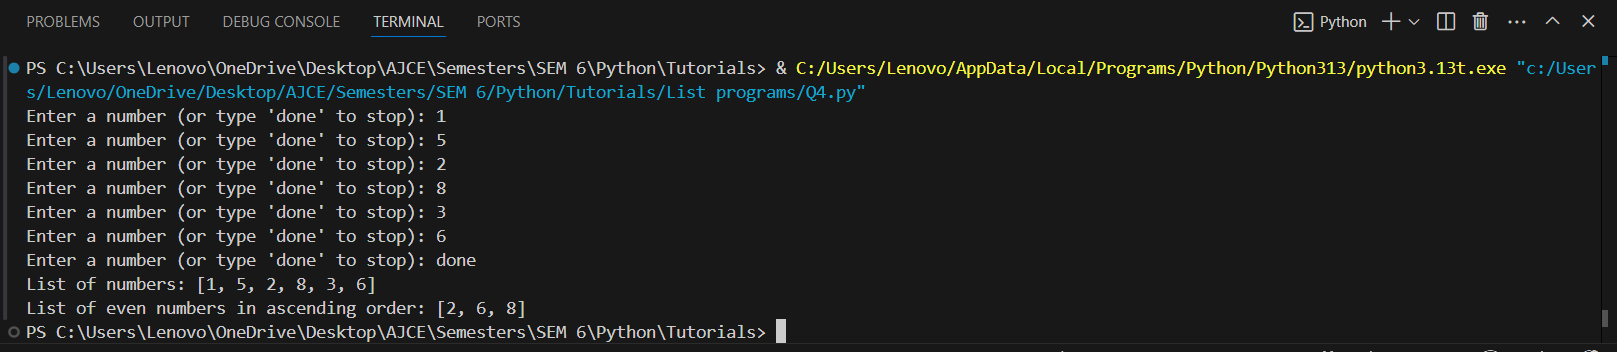 PROBLEMS OUTPUT DEBUG CONSOLE TERMINAL PORTS Python
PS C:\Users\Lenovo\OneDrive\Desktop\AJCE\Semesters\SEM 6\Python\Tutorials> & C:/Users/Lenovo/AppData/Local/Programs/Python/Python313/python3.13t.exe "c:/User
s/Lenovo/OneDrive/Desktop/AJCE/Semesters/SEM 6/Python/Tutorials/List programs/Q4.py"
Enter a number (or type 'done' to stop): 1
Enter a number (or type 'done' to stop): 5
Enter a number (or type 'done' to stop): 2
Enter a number (or type 'done' to stop): 8
Enter a number (or type 'done' to stop): 3
Enter a number (or type 'done' to stop): 6
Enter a number (or type 'done' to stop): done
List of numbers: [1, 5, 2, 8, 3, 6]
List of even numbers in ascending order: [2, 6, 8]
PS C:\Users\Lenovo\OneDrive\Desktop\AJCE\Semesters\SEM 6\Python\Tutorials>